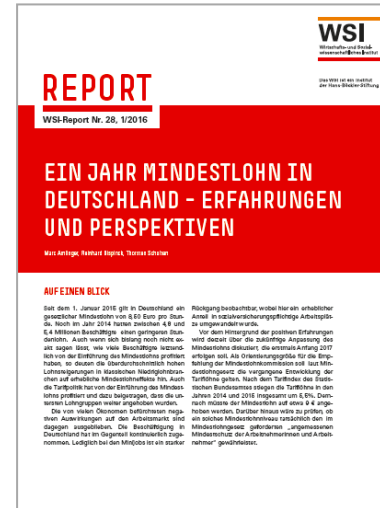 WSI
Wirtschafts- und Sozial-
wissenschaftliches Institut
Das WSI ist ein Institut
der Hans-Böckler-Stiftung
REPORT
WSI-Report Nr. 28, 1/2016
EIN JAHR MINDESTLOHN IN
DEUTSCHLAND – ERFAHRUNGEN
UND PERSPEKTIVEN
Marc Amlinger, Reinhard Bispinck, Thorsten Schulten
AUF EINEN BLICK
Seit dem 1. Januar 2015 gilt in Deutschland ein
gesetzlicher Mindestlohn von 8,50 Euro pro Stun-
de. Noch im Jahr 2014 hatten zwischen 4,8 und
5,4 Millionen Beschäftigte einen geringeren Stun-
denlohn. Auch wenn sich bislang noch nicht ex-
akt sagen lässt, wie viele Beschäftigte letztend-
lich von der Einführung des Mindestlohns profitiert
haben, so deuten die überdurchschnittlich hohen
Lohnsteigerungen in klassischen Niedriglohnbran-
chen auf erhebliche Mindestlohneffekte hin. Auch
die Tarifpolitik hat von der Einführung des Mindest-
lohns profitiert und dazu beigetragen, dass die un-
tersten Lohngruppen weiter angehoben wurden.
Die von vielen Ökonomen befürchteten nega-
tiven Auswirkungen auf den Arbeitsmarkt sind
dagegen ausgeblieben. Die Beschäftigung in
Deutschland hat im Gegenteil kontinuierlich zuge-
nommen. Lediglich bei den Minijobs ist ein starker
Rückgang beobachtbar, wobei hier ein erheblicher
Anteil in sozialversicherungspflichtige Arbeitsplät-
ze umgewandelt wurde.
Vor dem Hintergrund der positiven Erfahrungen
wird derzeit über die zukünftige Anpassung des
Mindestlohns diskutiert, die erstmals Anfang 2017
erfolgen soll. Als Orientierungsgröße für die Emp-
fehlung der Mindestlohnkommission soll laut Min-
destlohngesetz die vergangene Entwicklung der
Tariflöhne gelten. Nach dem Tarifindex des Statis-
tischen Bundesamtes stiegen die Tariflöhne in den
Jahren 2014 und 2015 insgesamt um 5,5%. Dem-
nach müsste der Mindestlohn auf etwa 9 € ange-
hoben werden. Darüber hinaus wäre zu prüfen, ob
ein solches Mindestlohnniveau tatsächlich den im
Mindestlohngesetz geforderten „angemessenen
Mindestschutz der Arbeitnehmerinnen und Arbeit-
nehmer“ gewährleistet.